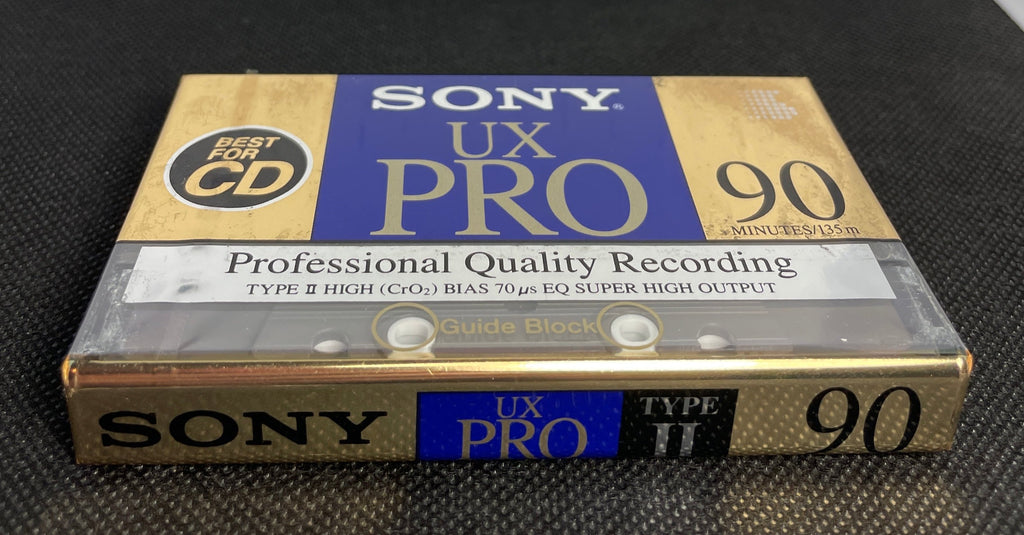 SONY®
UX
PRO
BEST
FOR
CD
90
MINUTES/135m
Professional Quality Recording
TYPE II HIGH (CrO₂) BIAS 70 µs EQ SUPER HIGH OUTPUT
Guide Block
SONY
UX
PRO
TYPE
II
90